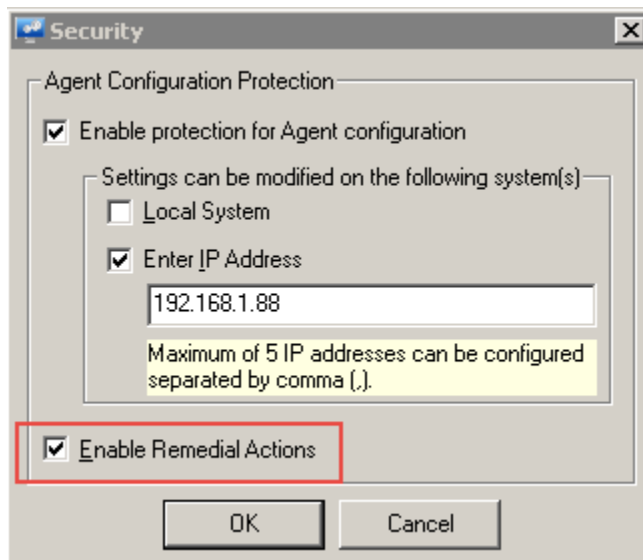 Security
Agent Configuration Protection
Enable protection for Agent configuration
Settings can be modified on the following system(s)
Local System
Enter IP Address
192.168.1.88
Maximum of 5 IP addresses can be configured
separated by comma (,).
Enable Remedial Actions
OK
Cancel